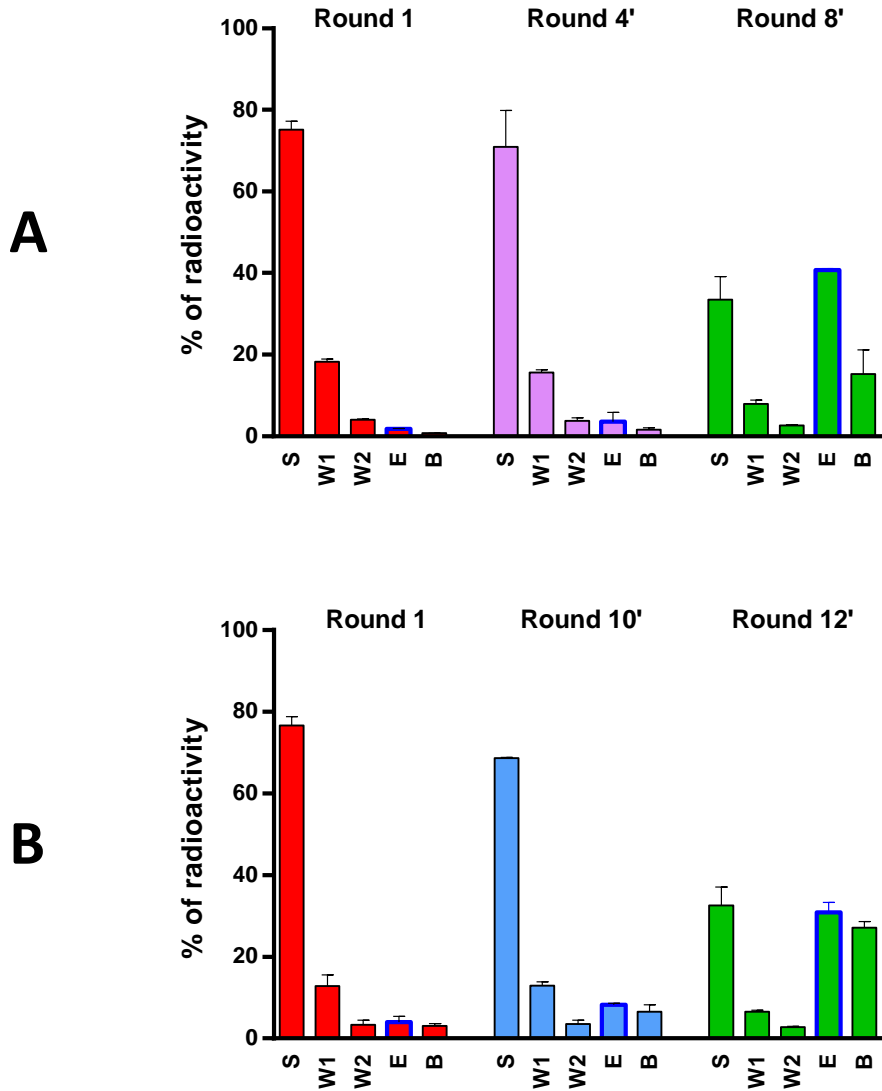 Round 1 Round 4' Round 8'
100
80
60
40
20
0
% of radioactivity
A
S W1 W2 E B S W1 W2 E B S W1 W2 E B
Round 1 Round 10' Round 12'
100
80
60
40
20
0
% of radioactivity
B
S W1 W2 E B S W1 W2 E B S W1 W2 E B